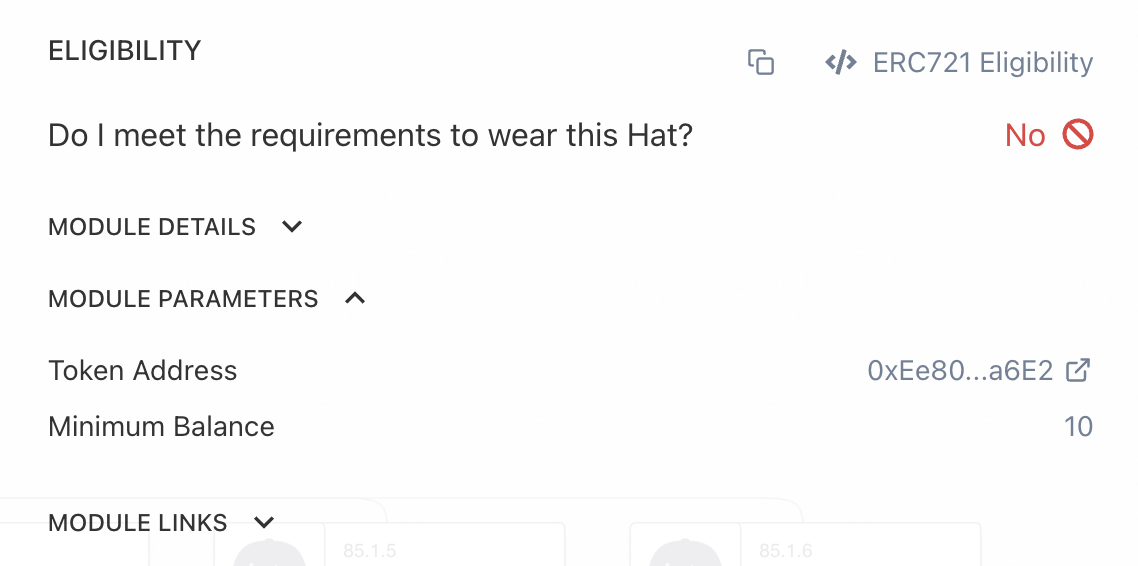 ELIGIBILITY
ERC721 Eligibility
Do I meet the requirements to wear this Hat?
No
MODULE DETAILS
MODULE PARAMETERS
Token Address
0xEe80...a6E2
Minimum Balance
10
MODULE LINKS
85.1.5
85.1.6